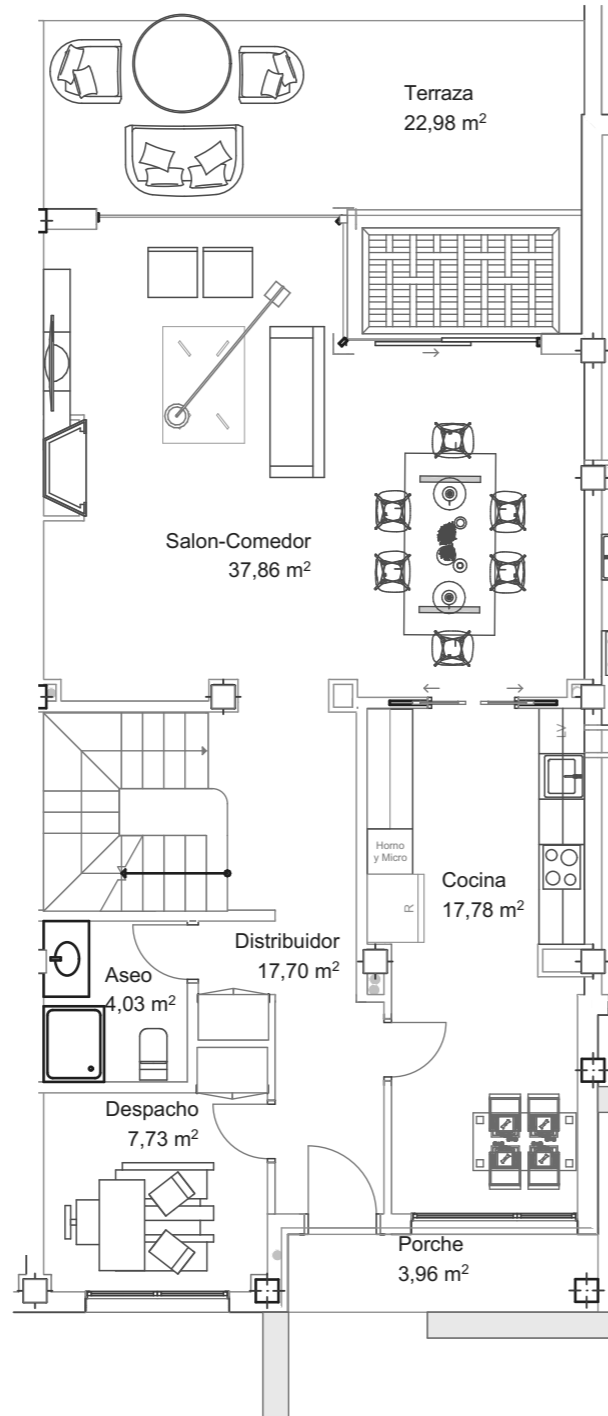 Terraza
22,98 m²
Salon-Comedor
37,86 m²
LV
Horno
y Micro
Cocina
17,78 m²
R
Distribuidor
17,70 m²
Aseo
4,03 m²
Despacho
7,73 m²
Porche
3,96 m²